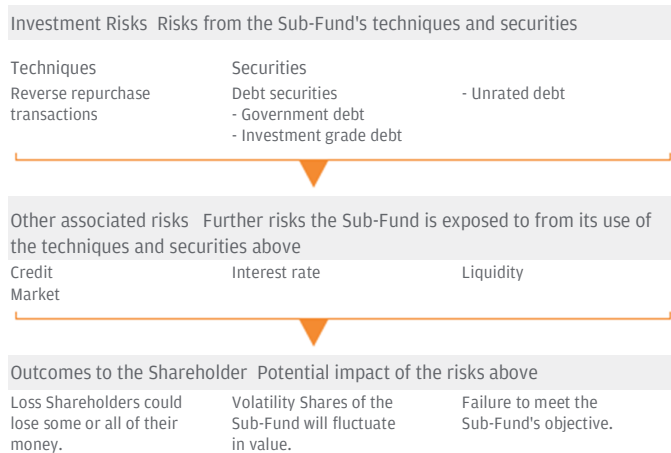 Investment Risks Risks from the Sub-Fund's techniques and securities
Techniques
Reverse repurchase
transactions
Securities
Debt securities
- Government debt
- Investment grade debt
- Unrated debt
Other associated risks Further risks the Sub-Fund is exposed to from its use of
the techniques and securities above
Credit
Market
Interest rate
Liquidity
Outcomes to the Shareholder Potential impact of the risks above
Loss Shareholders could
lose some or all of their
money.
Volatility Shares of the
Sub-Fund will fluctuate
in value.
Failure to meet the
Sub-Fund's objective.